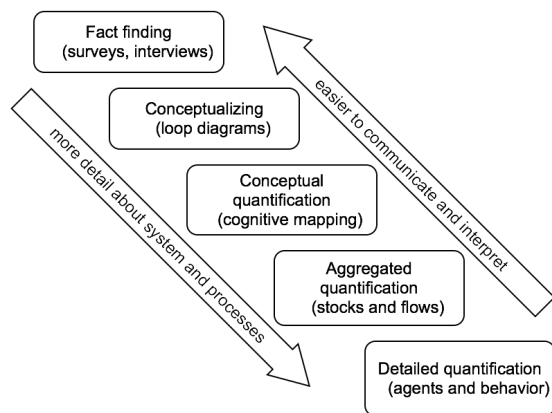 Fact finding
(surveys, interviews)
Conceptualizing
(loop diagrams)
Conceptual
quantification
(cognitive mapping)
Aggregated
quantification
(stocks and flows)
Detailed quantification
(agents and behavior)
more detail about system and processes
easier to communicate and interpret